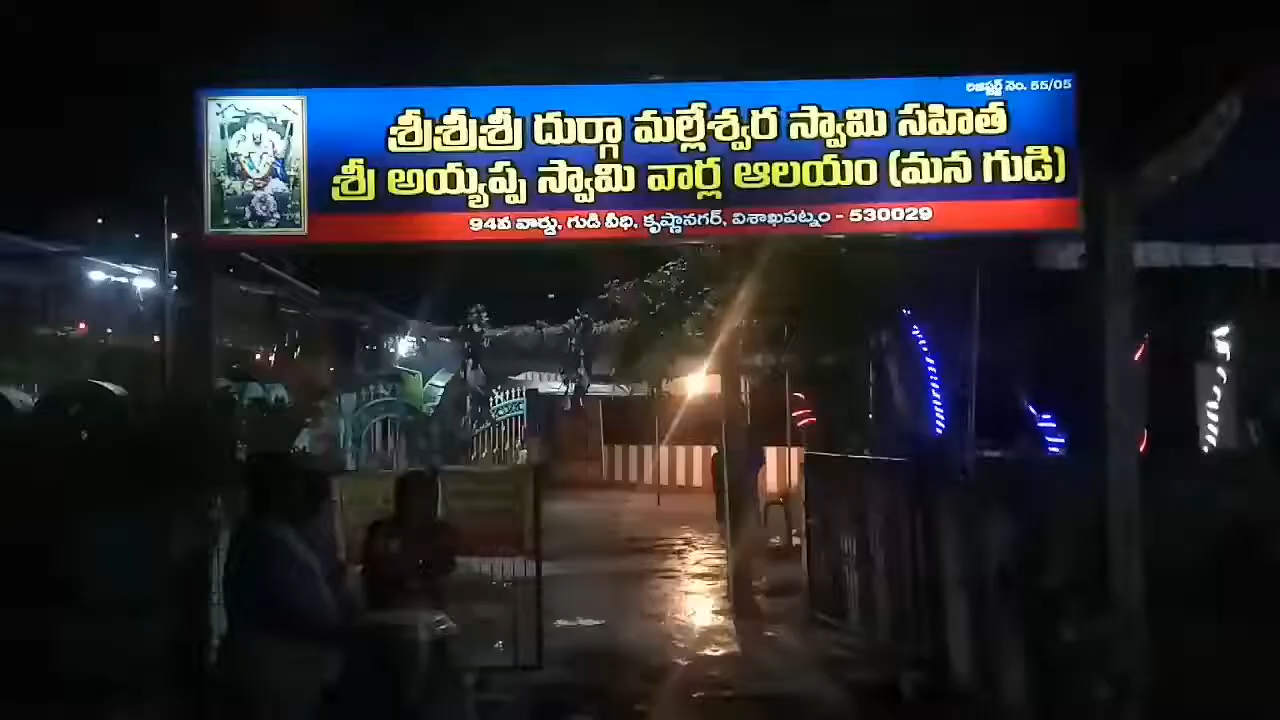 రిజిస్టర్డ్ నెం. 55/05
శ్రీశ్రీశ్రీ దుర్గా మల్లేశ్వర స్వామి సహిత
శ్రీ అయ్యప్ప స్వామి వార్ల ఆలయం (మన గుడి)
94వ వార్డు, గుడి వీధి, కృష్ణానగర్, విశాఖపట్నం - 530029